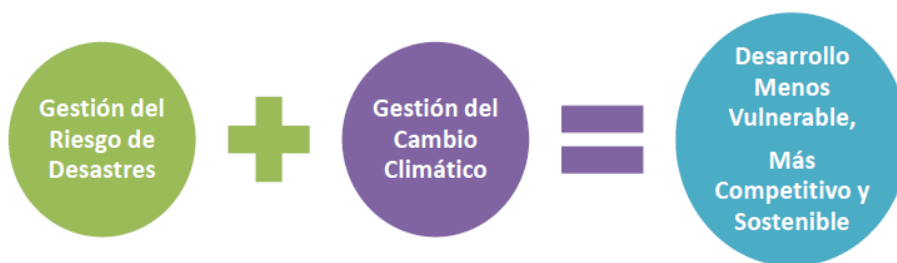 Gestión del
Riesgo de
Desastres
Gestión del
Cambio
Climático
Desarrollo
Menos
Vulnerable,
Más
Competitivo y
Sostenible